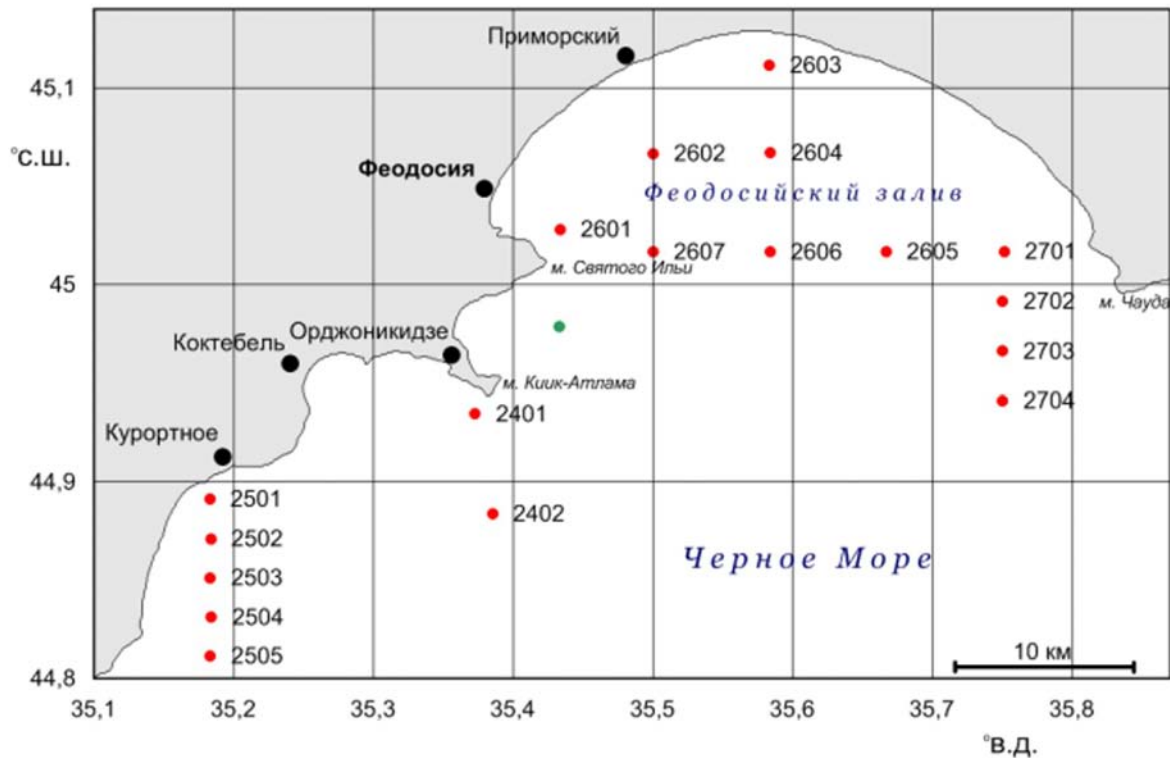 Приморский
2603
45,1
°с.ш.
2602
2604
Феодосия
Феодосийский залив
2601
2607
2606
2605
2701
м. Святого Ильи
45
2702
м. Чауда
Орджоникидзе
Коктебель
2703
м. Киик-Атлама
2704
2401
Курортное
44,9
2501
2402
2502
Черное Море
2503
2504
2505
10 км
44,8
35,1 35,2 35,3 35,4 35,5 35,6 35,7 35,8
°в.д.